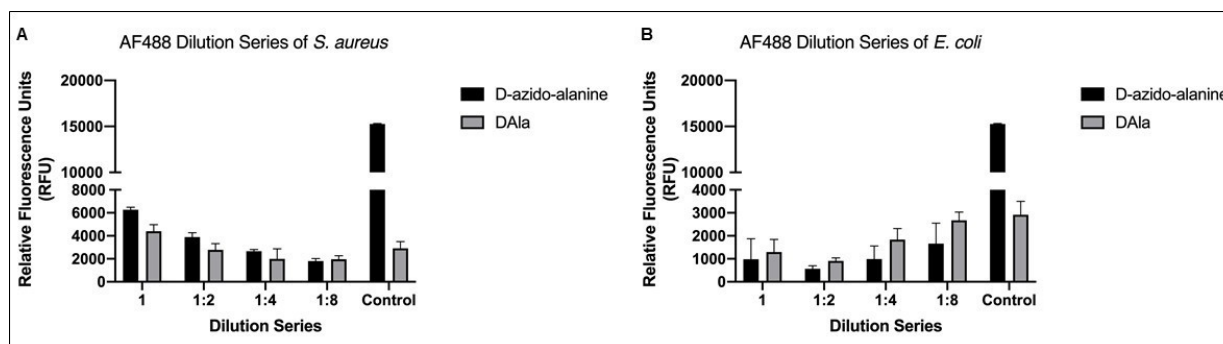 A
AF488 Dilution Series of S. aureus
Relative Fluorescence Units
(RFU)
20000
15000
10000
8000
6000
4000
2000
0
1 1:2 1:4 1:8 Control
Dilution Series
D-azido-alanine
DAla
B
AF488 Dilution Series of E. coli
Relative Fluorescence Units
(RFU)
20000
15000
10000
4000
3000
2000
1000
0
1 1:2 1:4 1:8 Control
Dilution Series
D-azido-alanine
DAla